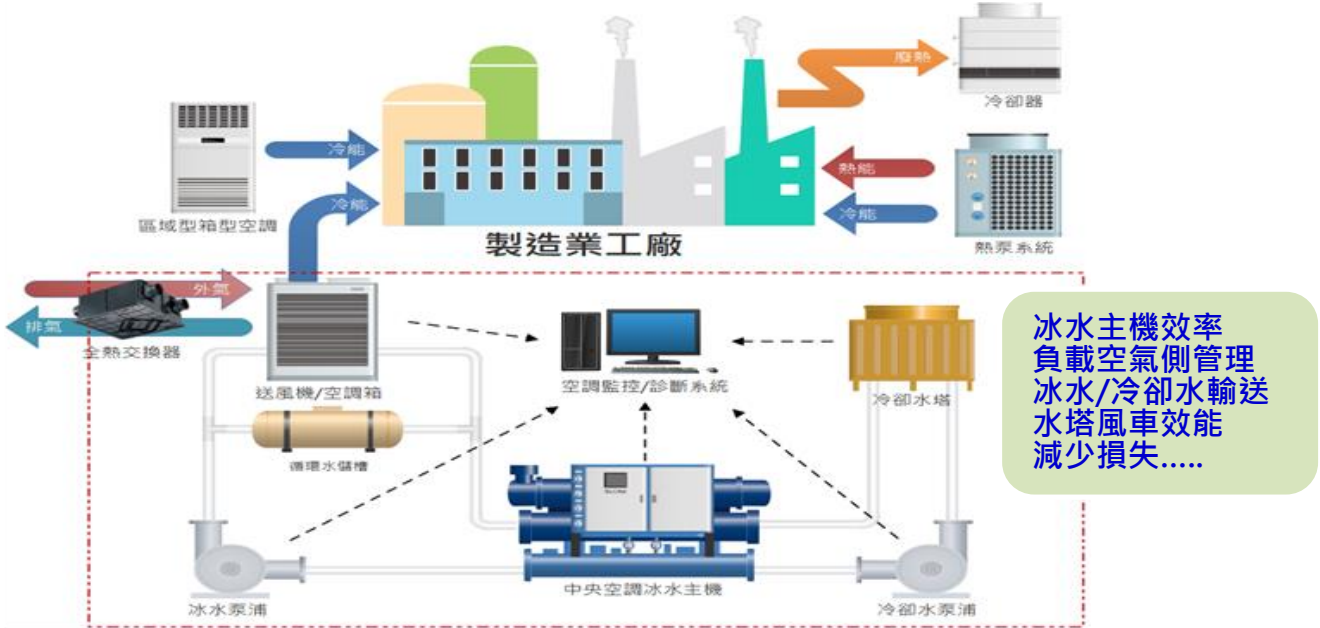 廢熱
冷卻器
冷能
熱能
冷能
區域型箱型空調
冷能
熱泵系統
製造業工廠
外氣
排氣
全熱交換器
送風機/空調箱
空調監控/診斷系統
冷卻水塔
循環水儲槽
冰水主機效率
負載空氣側管理
冰水/冷卻水輸送
水塔風車效能
減少損失.....
中央空調冰水主機
冰水泵浦
冷卻水泵浦